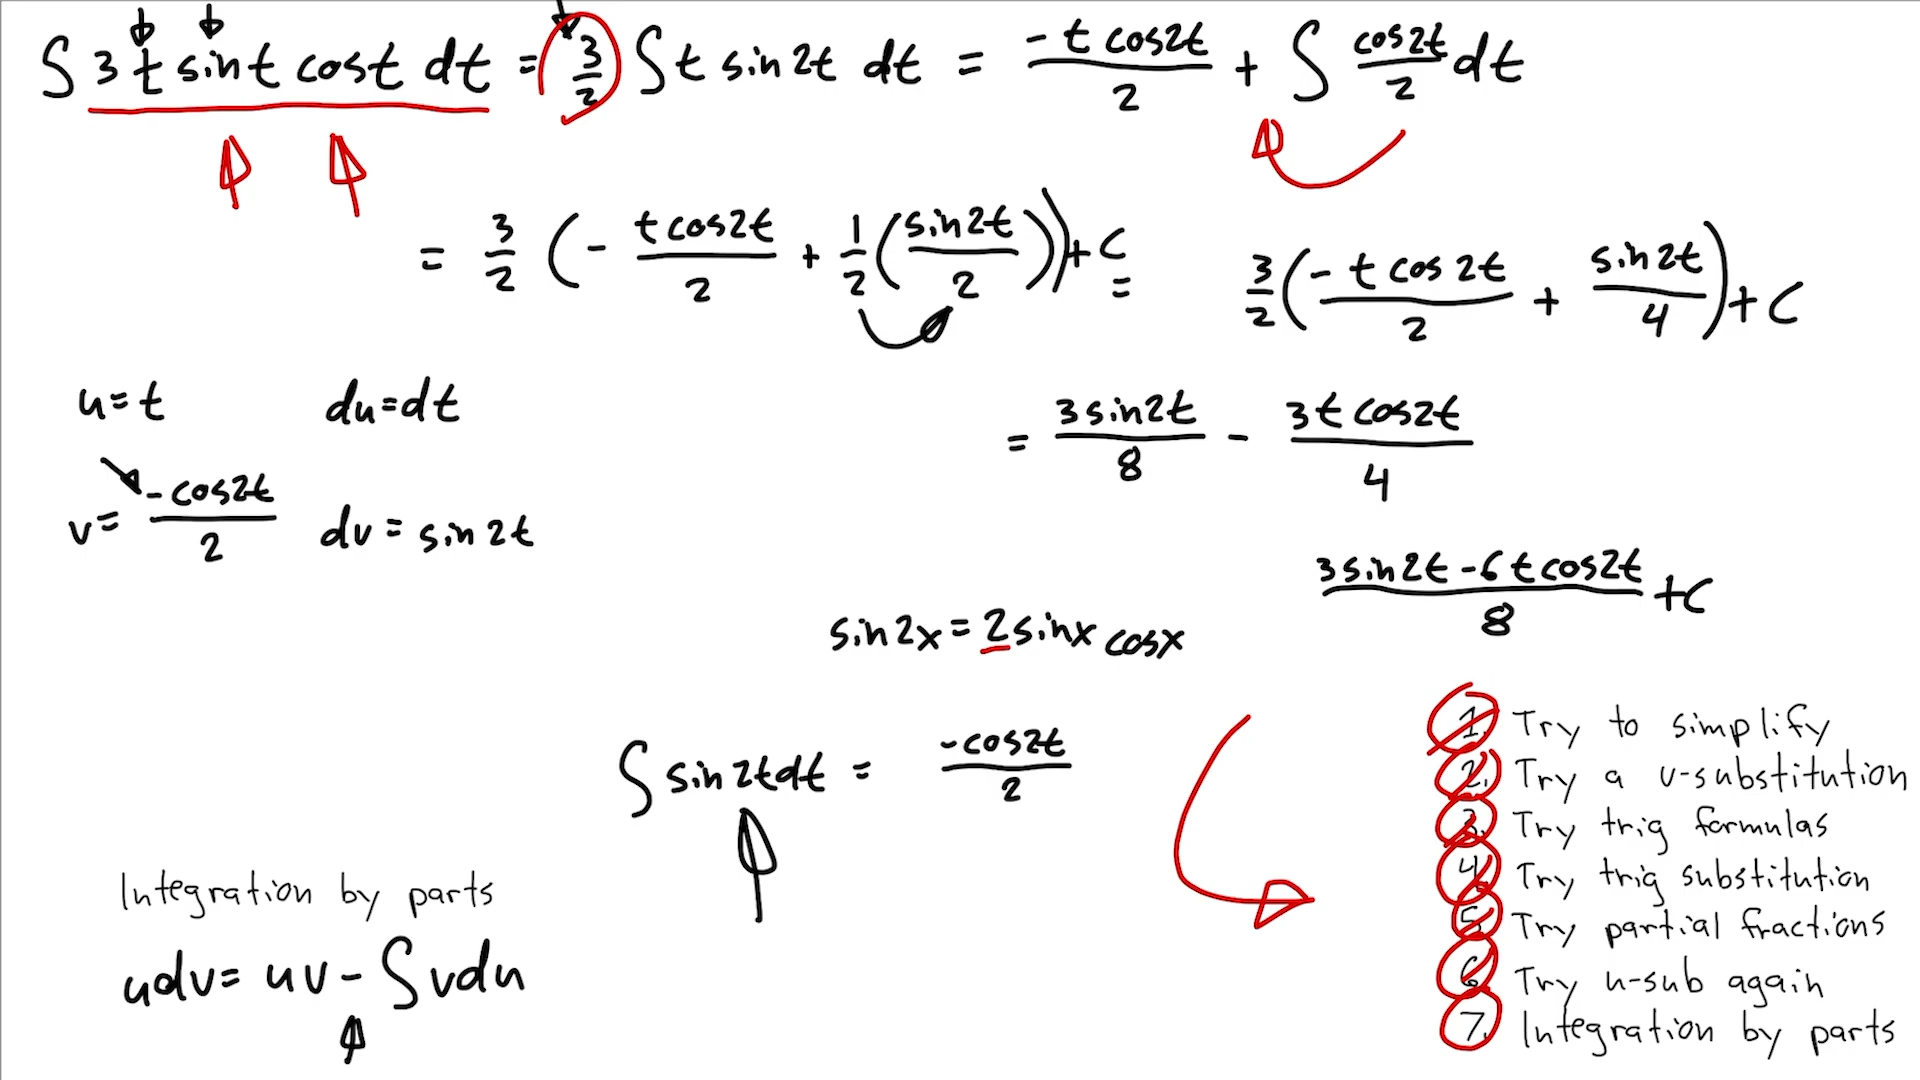 ∫ 3t sint cost dt = 3/2 ∫ t sin2t dt = -t cos2t/2 + ∫ cos2t/2 dt
= 3/2 (- t cos2t/2 + 1/2 (sin2t/2)) + C =
3/2 (-t cos2t/2 + sin2t/4) + C
u=t du=dt
= 3sin2t/8 - 3t cos2t/4
v= -cos2t/2 dv = sin2t
3sin2t - 6t cos2t/8 + C
sin2x = 2sinx cosx
∫ sin2tdt = -cos2t/2
Integration by parts
udv = uv - ∫ vdu
1. Try to simplify
2. Try a u-substitution
3. Try trig formulas
4. Try trig substitution
5. Try partial fractions
6. Try u-sub again
7. Integration by parts